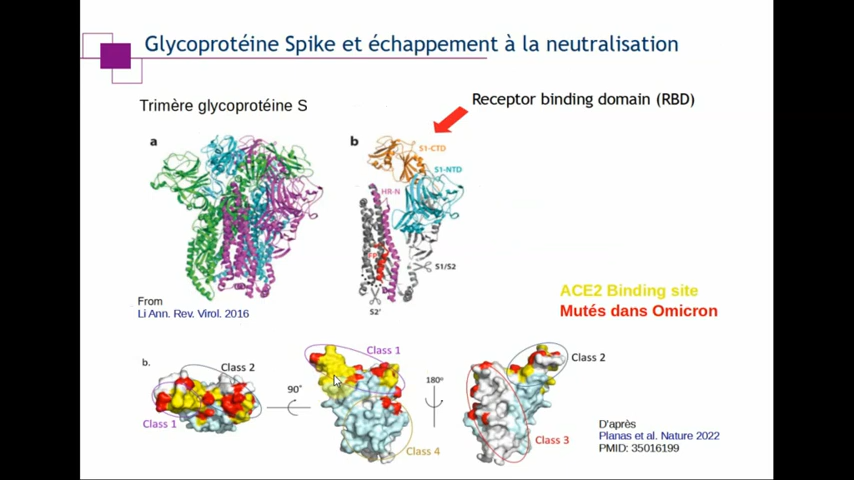 Glycoprotéine Spike et échappement à la neutralisation
Trimère glycoprotéine S
Receptor binding domain (RBD)
a
b
S1-CTD
S1-NTD
HR-N
FP
S1/S2
S2'
From
Li Ann. Rev. Virol. 2016
ACE2 Binding site
Mutés dans Omicron
b.
Class 2
Class 1
90°
Class 1
Class 4
180°
Class 2
Class 3
D'après
Planas et al. Nature 2022
PMID: 35016199